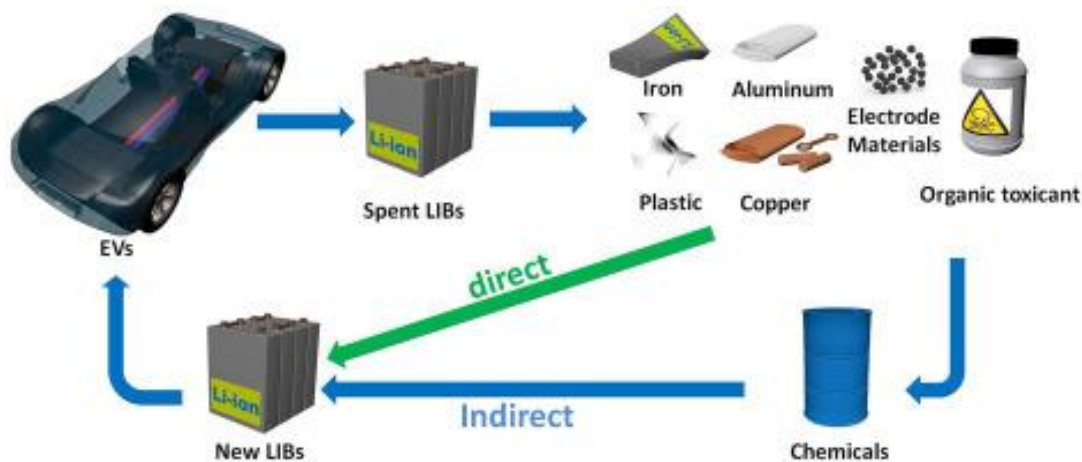 Iron
Aluminum
Electrode
Materials
Li-ion
Spent LIBs
Plastic
Copper
Organic toxicant
EVs
direct
Li-ion
Indirect
New LIBs
Chemicals